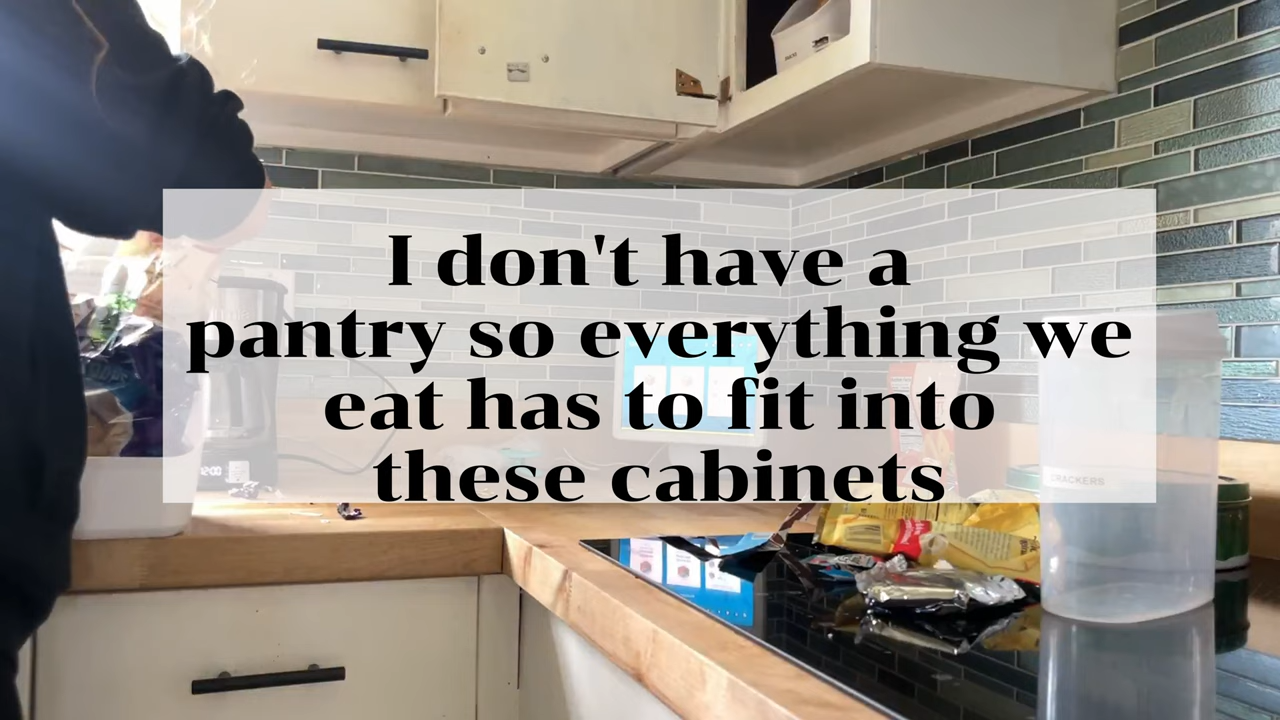 I don't have a
pantry so everything we
eat has to fit into
these cabinets
CRACKERS